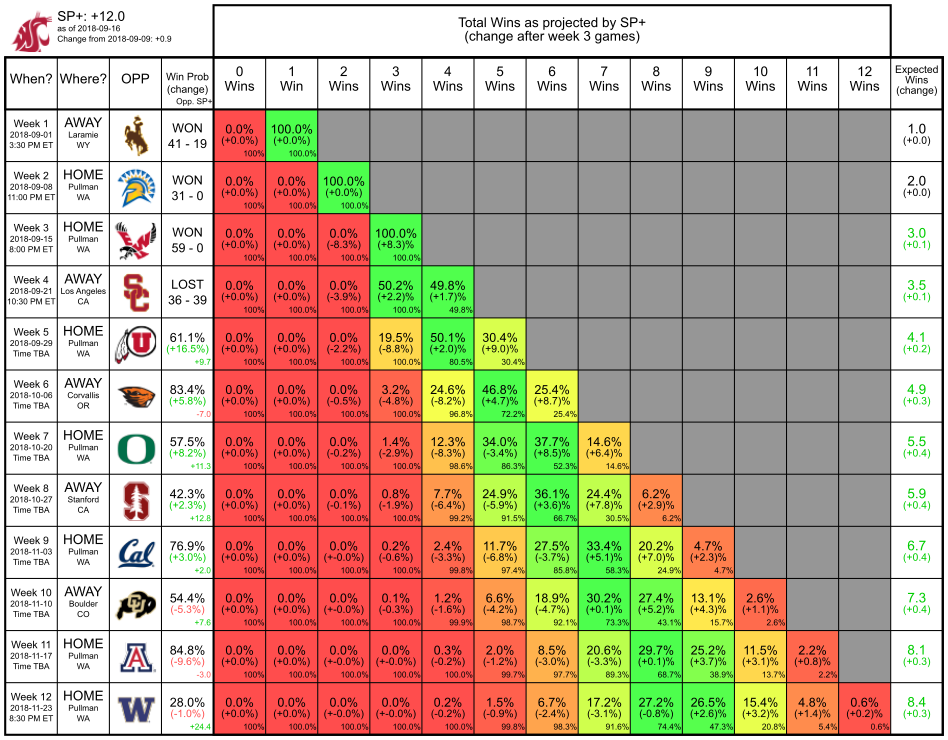 SP+: +12.0
as of 2018-09-16
Change from 2018-09-09: +0.9
Total Wins as projected by SP+
(change after week 3 games)
When? Where? OPP Win Prob (change) Opp. SP+ 0 Wins 1 Win 2 Wins 3 Wins 4 Wins 5 Wins 6 Wins 7 Wins 8 Wins 9 Wins 10 Wins 11 Wins 12 Wins Expected Wins (change)
Week 1 AWAY WON 0.0% 100.0% 1.0
2018-09-01 Laramie (+0.0%) (+0.0%) (+0.0)
3:30 PM ET WY 41 - 19 100% 100.0%
Week 2 HOME WON 0.0% 0.0% 100.0% 2.0
2018-09-08 Pullman (+0.0%) (+0.0%) (+0.0%) (+0.0)
11:00 PM ET WA 31 - 0 100% 100.0% 100.0%
Week 3 HOME WON 0.0% 0.0% 0.0% 100.0% 3.0
2018-09-15 Pullman (+0.0%) (+0.0%) (-8.3%) (+8.3)% (+0.1)
8:00 PM ET WA 59 - 0 100% 100.0% 100.0% 100.0%
Week 4 AWAY SC LOST 0.0% 0.0% 0.0% 50.2% 49.8% 3.5
2018-09-21 Los Angeles (+0.0%) (+0.0%) (-3.9%) (+2.2)% (+1.7)% (+0.1)
10:30 PM ET CA 36 - 39 100% 100.0% 100.0% 100.0% 49.8%
Week 5 HOME U 61.1% 0.0% 0.0% 0.0% 19.5% 50.1% 30.4% 4.1
2018-09-29 Pullman (+16.5%) (+0.0%) (+0.0%) (-2.2%) (-8.8%) (+2.0)% (+9.0)% (+0.2)
Time TBA WA +9.7 100% 100.0% 100.0% 100.0% 80.5% 30.4%
Week 6 AWAY 83.4% 0.0% 0.0% 0.0% 3.2% 24.6% 46.8% 25.4% 4.9
2018-10-06 Corvallis (+5.8%) (+0.0%) (+0.0%) (-0.5%) (-4.8%) (-8.2%) (+4.7)% (+8.7)% (+0.3)
Time TBA OR -7.0 100% 100.0% 100.0% 100.0% 96.8% 72.2% 25.4%
Week 7 HOME O 57.5% 0.0% 0.0% 0.0% 1.4% 12.3% 34.0% 37.7% 14.6% 5.5
2018-10-20 Pullman (+8.2%) (+0.0%) (+0.0%) (-0.2%) (-2.9%) (-8.3%) (-3.4%) (+8.5)% (+6.4)% (+0.4)
Time TBA WA +11.3 100% 100.0% 100.0% 100.0% 98.6% 86.3% 52.3% 14.6%
Week 8 AWAY S 42.3% 0.0% 0.0% 0.0% 0.8% 7.7% 24.9% 36.1% 24.4% 6.2% 5.9
2018-10-27 Stanford (+2.3%) (+0.0%) (+0.0%) (-0.1%) (-1.9%) (-6.4%) (-5.9%) (+3.6)% (+7.8)% (+2.9)% (+0.4)
Time TBA CA +12.8 100% 100.0% 100.0% 100.0% 99.2% 91.5% 66.7% 30.5% 6.2%
Week 9 HOME Cal 76.9% 0.0% 0.0% 0.0% 0.2% 2.4% 11.7% 27.5% 33.4% 20.2% 4.7% 6.7
2018-11-03 Pullman (+3.0%) (+0.0%) (+0.0%) (-0.0%) (-0.6%) (-3.3%) (-6.8%) (-3.7%) (+5.1)% (+7.0)% (+2.3)% (+0.4)
Time TBA WA +2.0 100% 100.0% 100.0% 100.0% 99.8% 97.4% 85.8% 58.3% 24.9% 4.7%
Week 10 AWAY CU 54.4% 0.0% 0.0% 0.0% 0.1% 1.2% 6.6% 18.9% 30.2% 27.4% 13.1% 2.6% 7.3
2018-11-10 Boulder (-5.3%) (+0.0%) (+0.0%) (+-0.0%) (-0.3%) (-1.6%) (-4.2%) (-4.7%) (+0.1)% (+5.2)% (+4.3)% (+1.1)% (+0.4)
Time TBA CO +7.6 100% 100.0% 100.0% 100.0% 99.9% 98.7% 92.1% 73.3% 43.1% 15.7% 2.6%
Week 11 HOME A 84.8% 0.0% 0.0% 0.0% 0.0% 0.3% 2.0% 8.5% 20.6% 29.7% 25.2% 11.5% 2.2% 8.1
2018-11-17 Pullman (-9.6%) (+0.0%) (+0.0%) (+-0.0%) (+-0.0%) (-0.2%) (-1.2%) (-3.0%) (-3.3%) (+0.1)% (+3.7)% (+3.1)% (+0.8)% (+0.3)
Time TBA WA -3.0 100% 100.0% 100.0% 100.0% 100.0% 99.7% 97.7% 89.3% 68.7% 38.9% 13.7% 2.2%
Week 12 HOME W 28.0% 0.0% 0.0% 0.0% 0.0% 0.2% 1.5% 6.7% 17.2% 27.2% 26.5% 15.4% 4.8% 0.6% 8.4
2018-11-23 Pullman (-1.0%) (+0.0%) (+0.0%) (+-0.0%) (+-0.0%) (-0.2%) (-0.9%) (-2.4%) (-3.1%) (-0.8%) (+2.6)% (+3.2)% (+1.4)% (+0.2)% (+0.3)
8:30 PM ET WA +24.4 100% 100.0% 100.0% 100.0% 100.0% 99.8% 98.3% 91.6% 74.4% 47.3% 20.8% 5.4% 0.6%